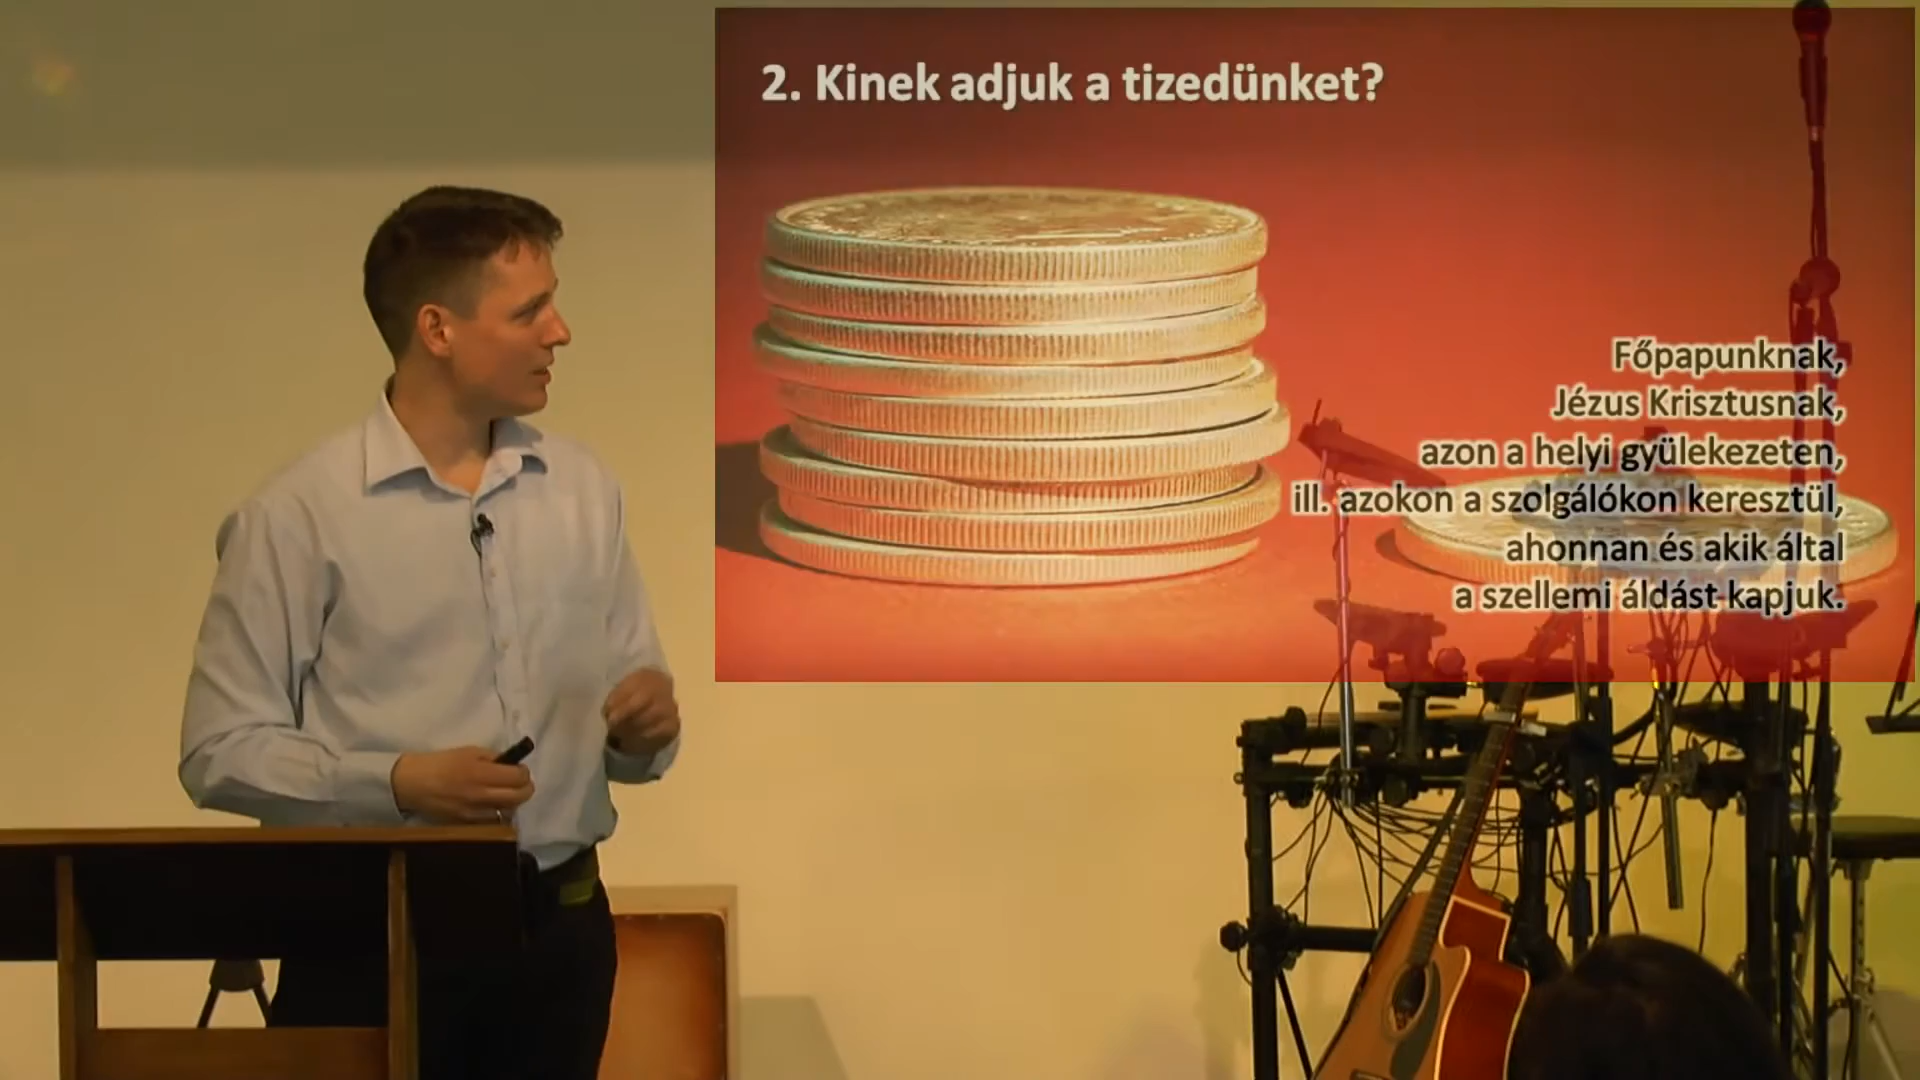 2. Kinek adjuk a tizedünket?
Főpapunknak,
Jézus Krisztusnak,
azon a helyi gyülekezeten,
ill. azokon a szolgálókon keresztül,
ahonnan és akik által
a szellemi áldást kapjuk.